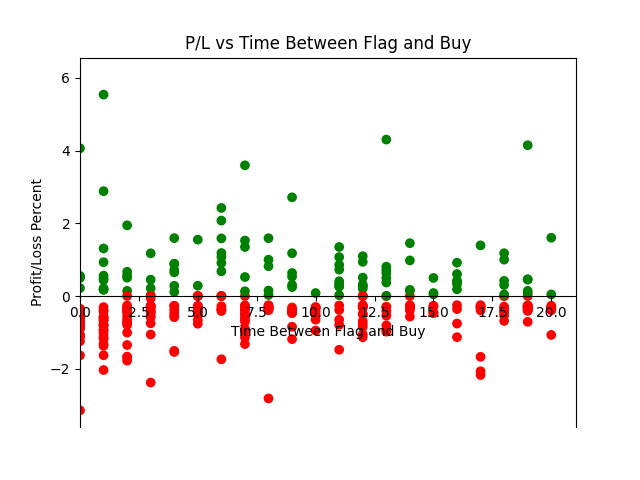 P/L vs Time Between Flag and Buy
6
4
2
0
−2
Profit/Loss Percent
0.0 2.5 5.0 7.5 10.0 12.5 15.0 17.5 20.0
Time Between Flag and Buy